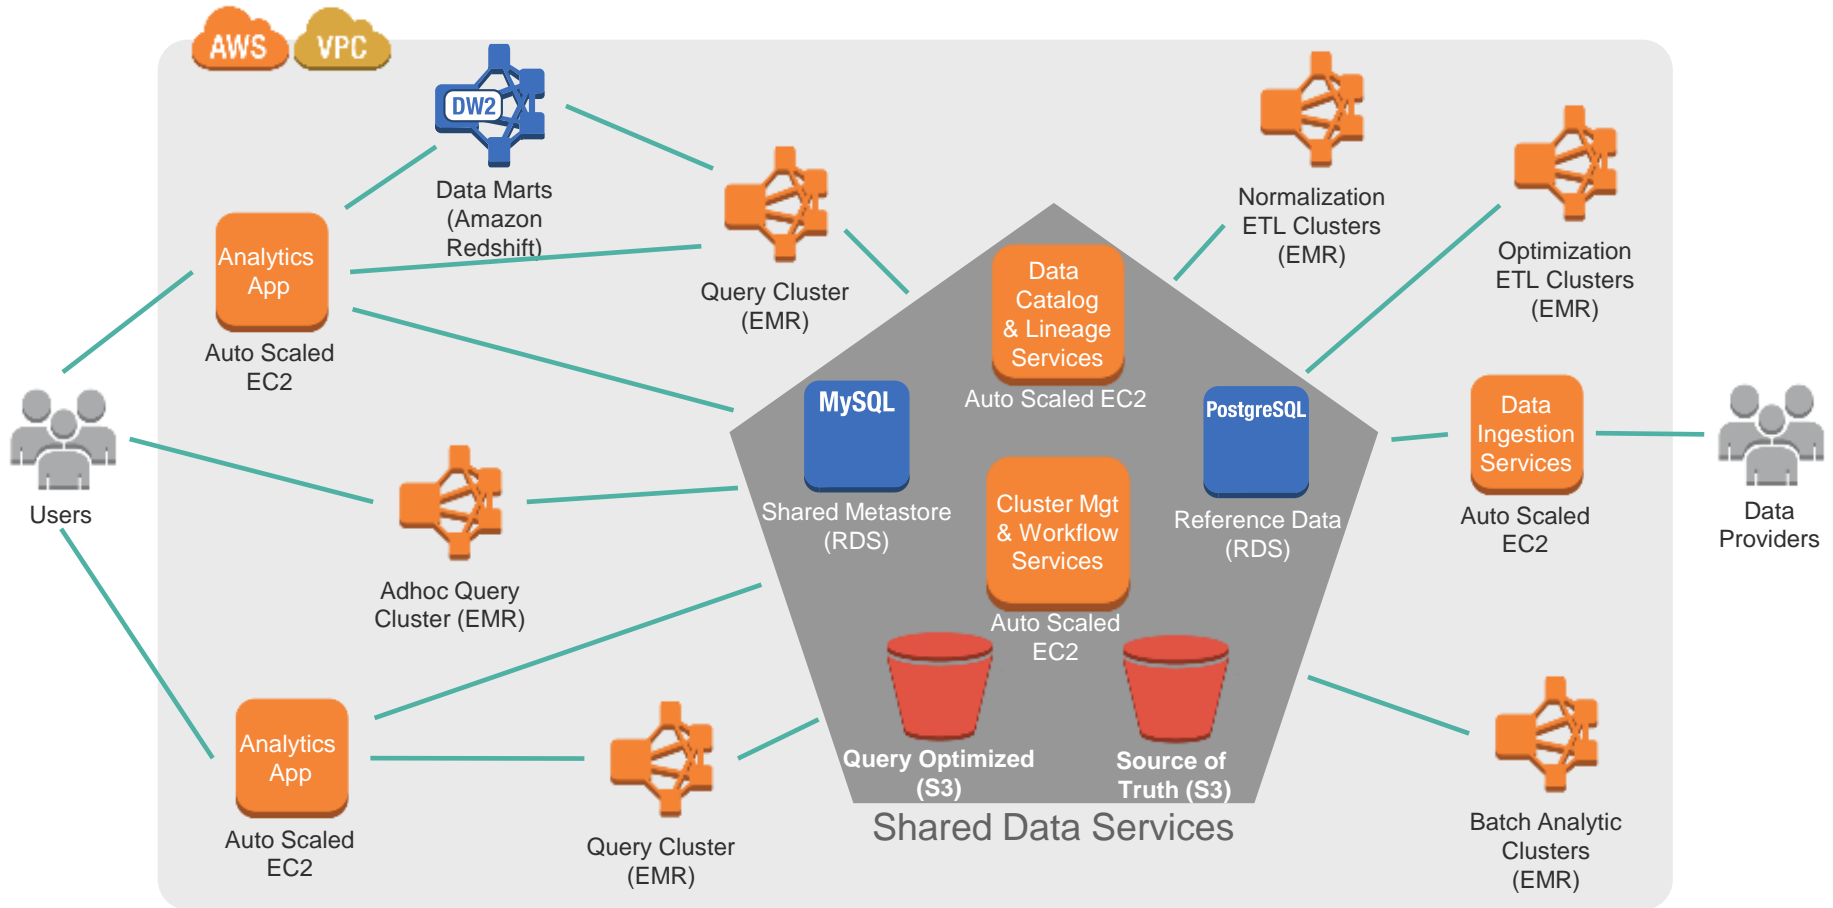 AWS
VPC
DW2
Data Marts
(Amazon
Redshift)
Analytics
App
Auto Scaled
EC2
Query Cluster
(EMR)
Normalization
ETL Clusters
(EMR)
Optimization
ETL Clusters
(EMR)
Data
Catalog
& Lineage
Services
Auto Scaled EC2
MySQL
Shared Metastore
(RDS)
PostgreSQL
Reference Data
(RDS)
Cluster Mgt
& Workflow
Services
Auto Scaled
EC2
Data
Ingestion
Services
Auto Scaled
EC2
Data
Providers
Users
Adhoc Query
Cluster (EMR)
Analytics
App
Auto Scaled
EC2
Query Cluster
(EMR)
Query Optimized
(S3)
Source of
Truth (S3)
Shared Data Services
Batch Analytic
Clusters
(EMR)